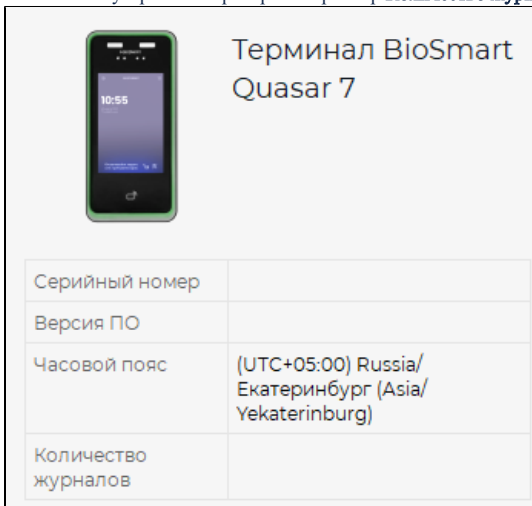 Терминал BioSmart
Quasar 7
10:55
Серийный номер
Версия ПО
Часовой пояс
(UTC+05:00) Russia/
Екатеринбург (Asia/
Yekaterinburg)
Количество
журналов